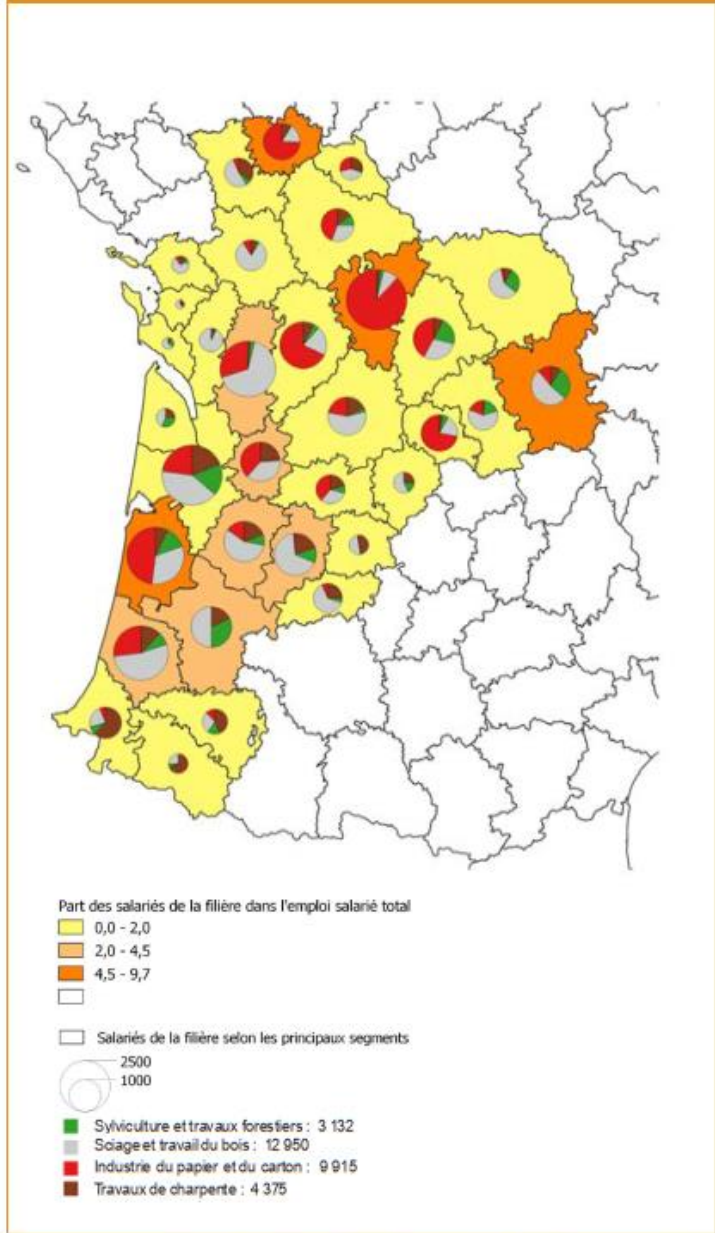 Part des salariés de la filière dans l'emploi salarié total
0,0 - 2,0
2,0 - 4,5
4,5 - 9,7
Salariés de la filière selon les principaux segments
2500
1000
Sylviculture et travaux forestiers : 3 132
Sciage et travail du bois : 12 950
Industrie du papier et du carton : 9 915
Travaux de charpente : 4 375